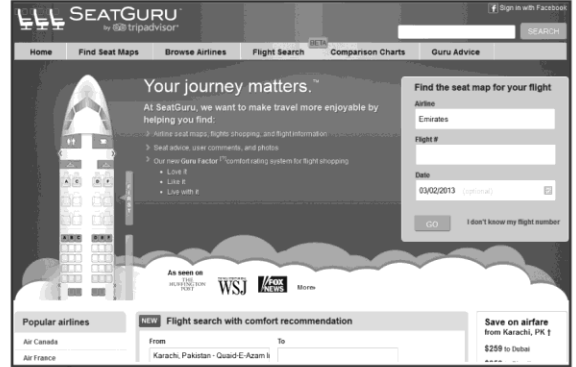 SEATGURU
by tripadvisor
Sign in with Facebook
SEARCH
Home Find Seat Maps Browse Airlines Flight Search BETA Comparison Charts Guru Advice
Your journey matters.™
At SeatGuru, we want to make travel more enjoyable by
helping you find:
Airline seat maps, flights shopping, and flight information
Seat advice, user comments, and photos
Our new Guru Factor™ comfort rating system for flight shopping
Love it
Like it
Live with it
Find the seat map for your flight
Airline
Emirates
Flight #
Date
03/02/2013 (optional)
GO I don't know my flight number
FIRST
As seen on
THE
HUFFINGTON
POST
WSJ
FOX
NEWS
More»
Popular airlines
Air Canada
Air France
NEW Flight search with comfort recommendation
From To
Karachi, Pakistan - Quaid-E-Azam
Save on airfare
from Karachi, PK †
$259 to Dubai